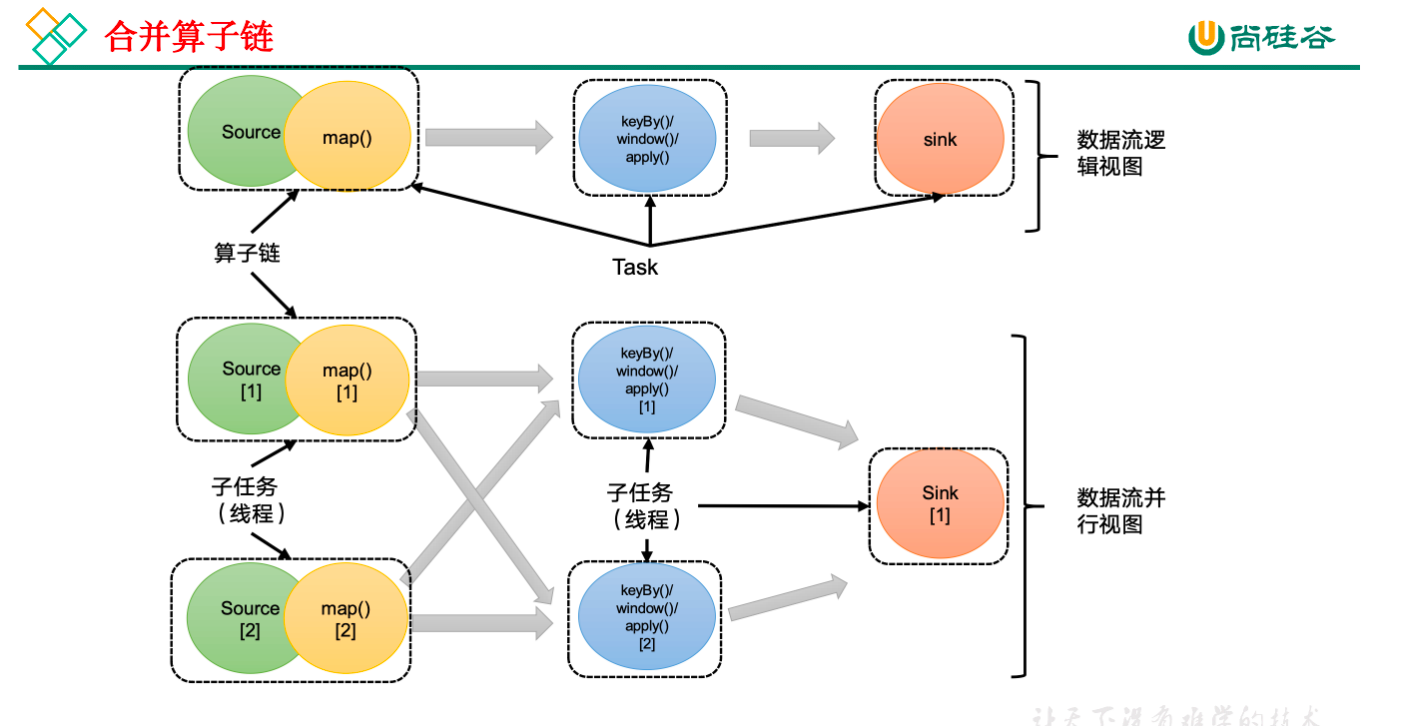 合并算子链
尚硅谷
Source
map()
keyBy()/
window()/
apply()
sink
数据流逻
辑视图
算子链
Task
Source
[1]
map()
[1]
keyBy()/
window()/
apply()
[1]
子任务
（线程）
子任务
（线程）
Sink
[1]
数据流并
行视图
Source
[2]
map()
[2]
keyBy()/
window()/
apply()
[2]
让天下没有难学的技术